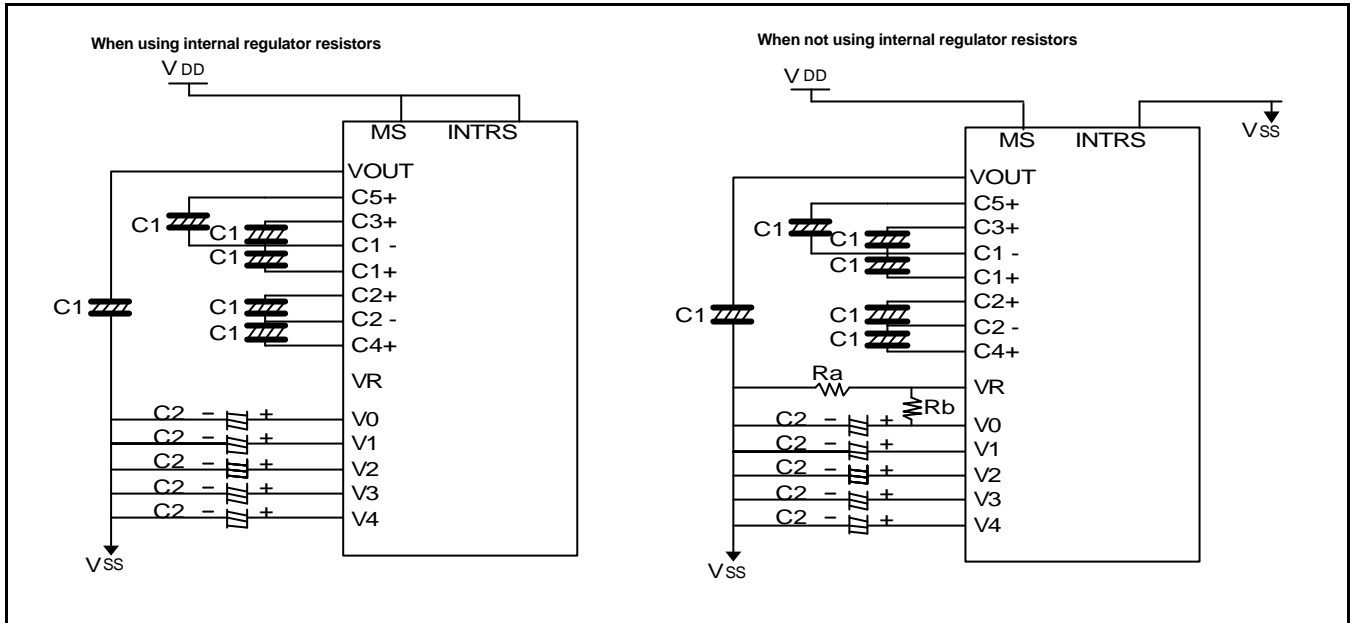 When using internal regulator resistors
VDD
MS INTRS
VOUT
C5+
C1
C3+
C1
C1 -
C1
C1+
C2+
C1
C1
C2 -
C1
C4+
VR
C2 - + V0
C2 - + V1
C2 - + V2
C2 - + V3
C2 - + V4
VSS
When not using internal regulator resistors
VDD
VSS
MS INTRS
VOUT
C5+
C1
C3+
C1
C1 -
C1
C1+
C2+
C1
C1
C2 -
C1
C4+
Ra
VR
Rb
C2 - + V0
C2 - + V1
C2 - + V2
C2 - + V3
C2 - + V4
VSS